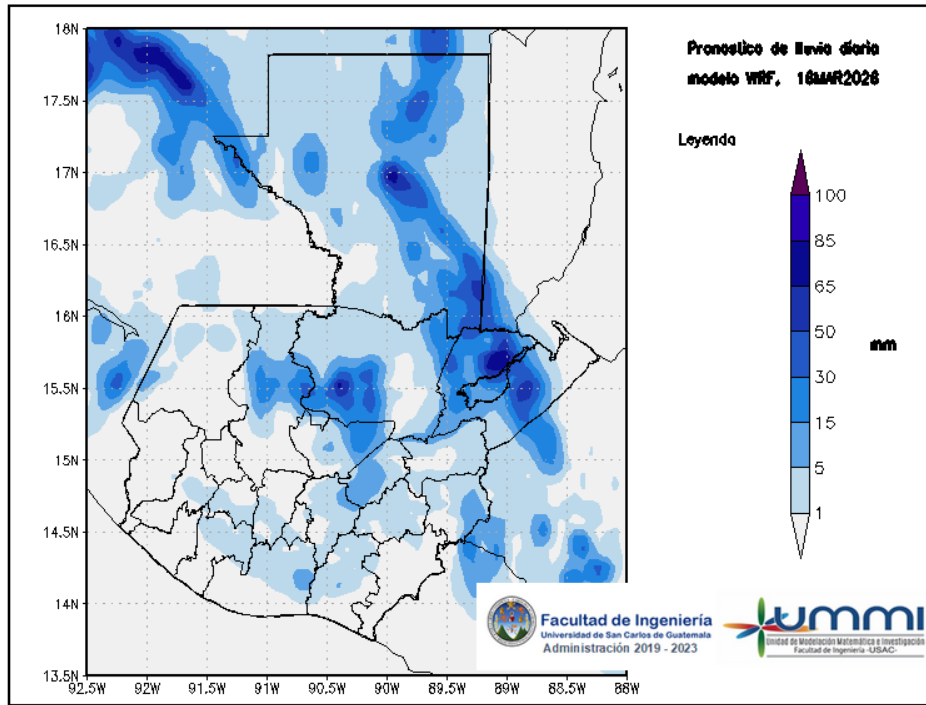 Pronostico de lluvia diaria
modelo WRF, 16MAR2026
Leyenda
100
85
65
50
30
15
5
1
mm
18N
17.5N
17N
16.5N
16N
15.5N
15N
14.5N
14N
13.5N
92.5W
92W
91.5W
91W
90.5W
90W
89.5W
89W
88.5W
88W
Facultad de Ingeniería
Universidad de San Carlos de Guatemala
Administración 2019 - 2023
ummi
Unidad de Modelación Matemática e Investigación
Facultad de Ingeniería -USAC-